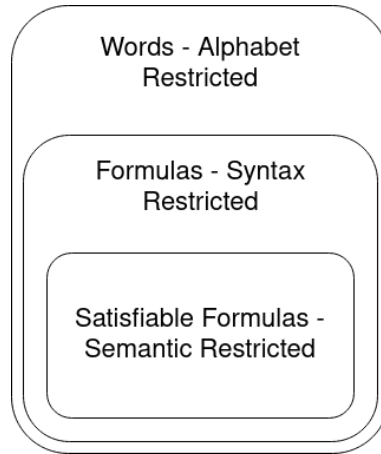 Words - Alphabet
Restricted
Formulas - Syntax
Restricted
Satisfiable Formulas -
Semantic Restricted